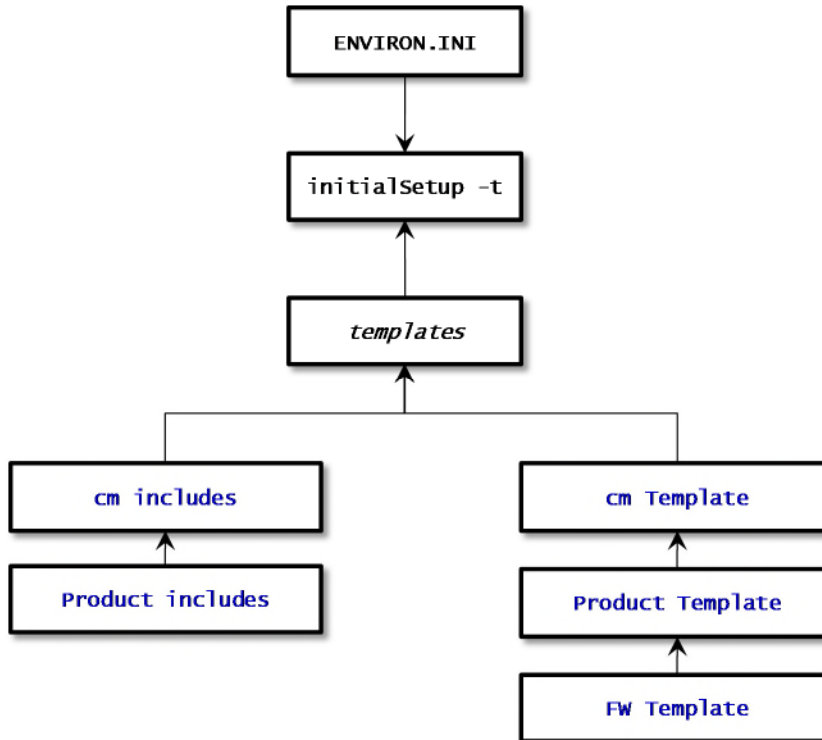 ENVIRON.INI
initialSetup -t
templates
cm includes
cm Template
Product includes
Product Template
FW Template